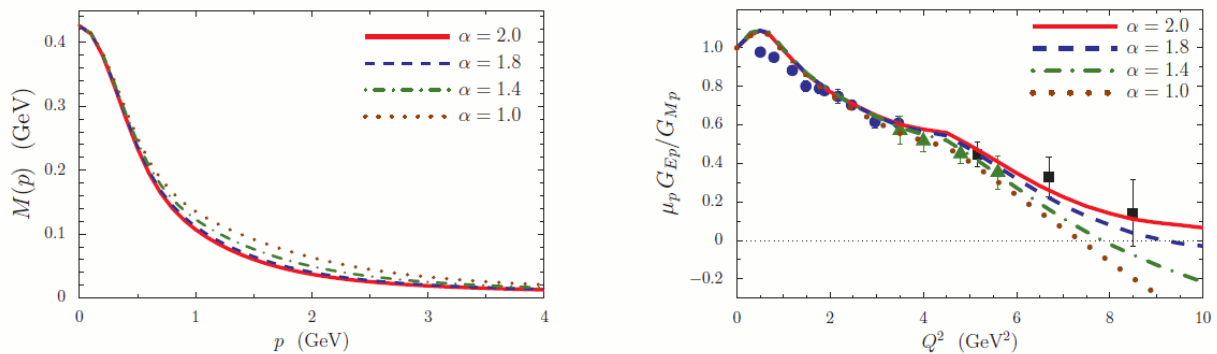 0.4
0.3
0.2
0.1
0
M(p) (GeV)
α = 2.0
α = 1.8
α = 1.4
α = 1.0
0 1 2 3 4
p (GeV)
1.0
0.8
0.6
0.4
0.2
0
−0.2
μp GEp/GMp
α = 2.0
α = 1.8
α = 1.4
α = 1.0
0 2 4 6 8 10
Q² (GeV²)